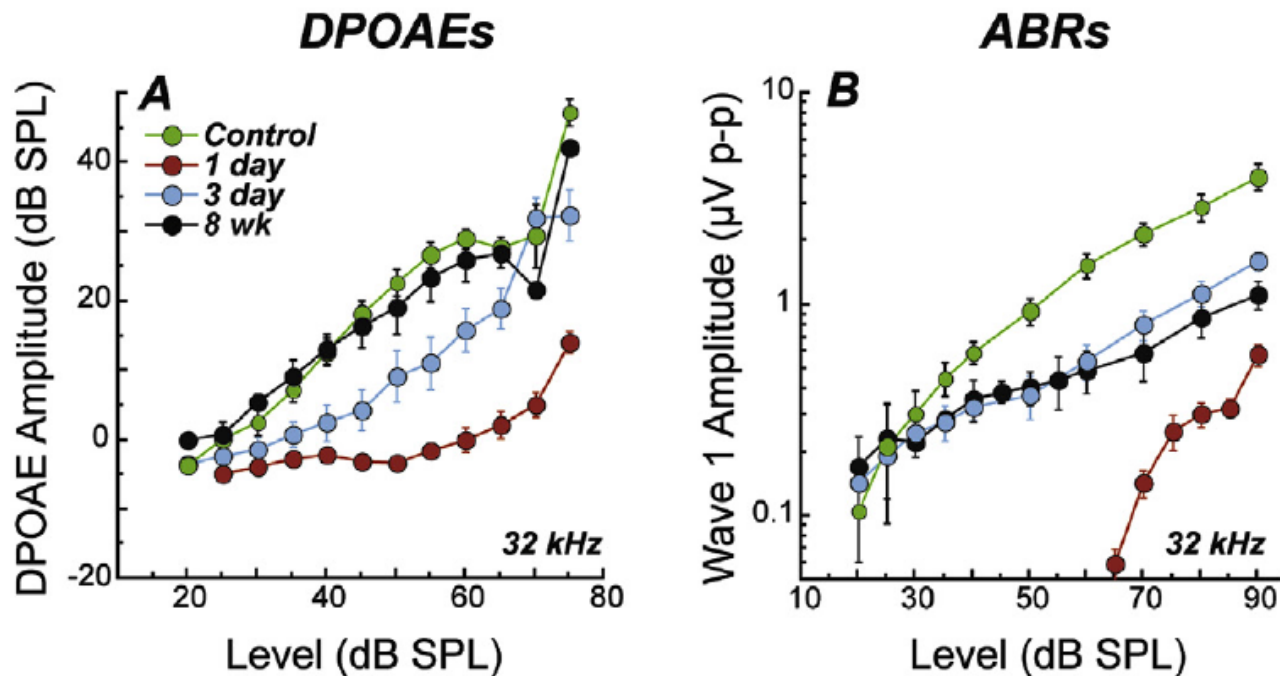 DPOAEs
ABRs
A
Control
1 day
3 day
8 wk
DPOAE Amplitude (dB SPL)
40
20
0
-20
20 40 60 80
32 kHz
Level (dB SPL)
B
Wave 1 Amplitude (µV p-p)
10
1
0.1
10 30 50 70 90
32 kHz
Level (dB SPL)